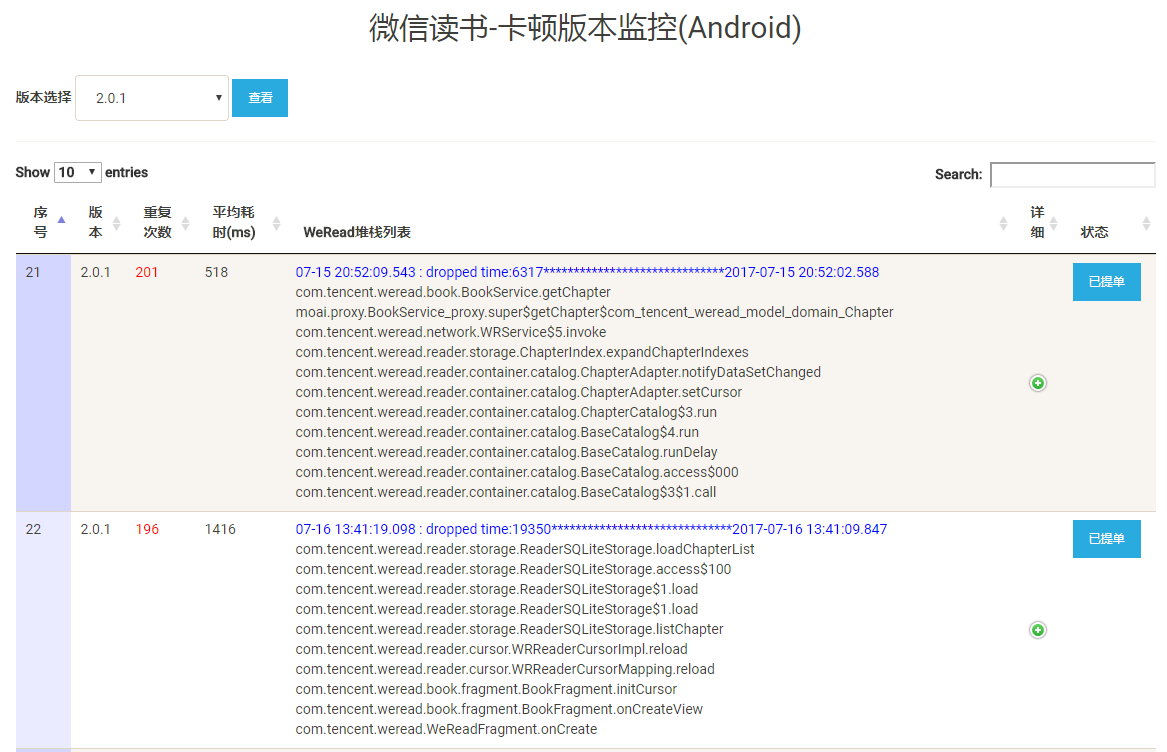 微信读书-卡顿版本监控(Android)
版本选择 2.0.1 查看
Show 10 entries Search:
序号 版本 重复次数 平均耗时(ms) WeRead堆栈列表 详细 状态
21 2.0.1 201 518 07-15 20:52:09.543 : dropped time:6317******************************2017-07-15 20:52:02.588 已提单
com.tencent.weread.book.BookService.getChapter
moai.proxy.BookService_proxy.super$getChapter$com_tencent_weread_model_domain_Chapter
com.tencent.weread.network.WRService$5.invoke
com.tencent.weread.reader.storage.ChapterIndex.expandChapterIndexes
com.tencent.weread.reader.container.catalog.ChapterAdapter.notifyDataSetChanged
com.tencent.weread.reader.container.catalog.ChapterAdapter.setCursor
com.tencent.weread.reader.container.catalog.ChapterCatalog$3.run
com.tencent.weread.reader.container.catalog.BaseCatalog$4.run
com.tencent.weread.reader.container.catalog.BaseCatalog.runDelay
com.tencent.weread.reader.container.catalog.BaseCatalog.access$000
com.tencent.weread.reader.container.catalog.BaseCatalog$3$1.call
22 2.0.1 196 1416 07-16 13:41:19.098 : dropped time:19350******************************2017-07-16 13:41:09.847 已提单
com.tencent.weread.reader.storage.ReaderSQLiteStorage.loadChapterList
com.tencent.weread.reader.storage.ReaderSQLiteStorage.access$100
com.tencent.weread.reader.storage.ReaderSQLiteStorage$1.load
com.tencent.weread.reader.storage.ReaderSQLiteStorage$1.load
com.tencent.weread.reader.storage.ReaderSQLiteStorage.listChapter
com.tencent.weread.reader.cursor.WRReaderCursorImpl.reload
com.tencent.weread.reader.cursor.WRReaderCursorMapping.reload
com.tencent.weread.book.fragment.BookFragment.initCursor
com.tencent.weread.book.fragment.BookFragment.onCreateView
com.tencent.weread.WeReadFragment.onCreate